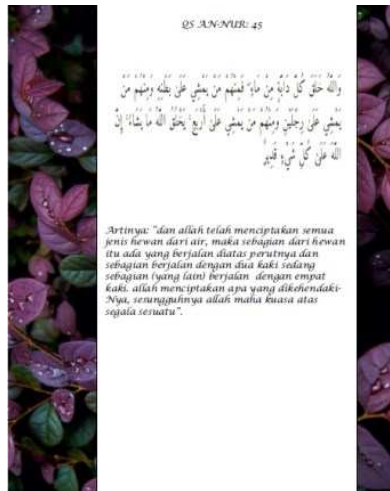 QS AN-NUR: 45
وَاللَّهُ خَلَقَ كُلَّ دَابَّةٍ مِنْ مَاءٍ ۖ فَمِنْهُمْ مَنْ يَمْشِي عَلَىٰ بَطْنِهِ وَمِنْهُمْ مَنْ
يَمْشِي عَلَىٰ رِجْلَيْنِ وَمِنْهُمْ مَنْ يَمْشِي عَلَىٰ أَرْبَعٍ ۚ يَخْلُقُ اللَّهُ مَا يَشَاءُ ۚ إِنَّ
اللَّهَ عَلَىٰ كُلِّ شَيْءٍ قَدِيرٌ
Artinya: "dan allah telah menciptakan semua
jenis hewan dari air, maka sebagian dari hewan
itu ada yang berjalan diatas perutnya dan
sebagian berjalan dengan dua kaki sedang
sebagian (yang lain) berjalan dengan empat
kaki. allah menciptakan apa yang dikehendaki-
Nya, sesungguhnya allah maha kuasa atas
segala sesuatu".